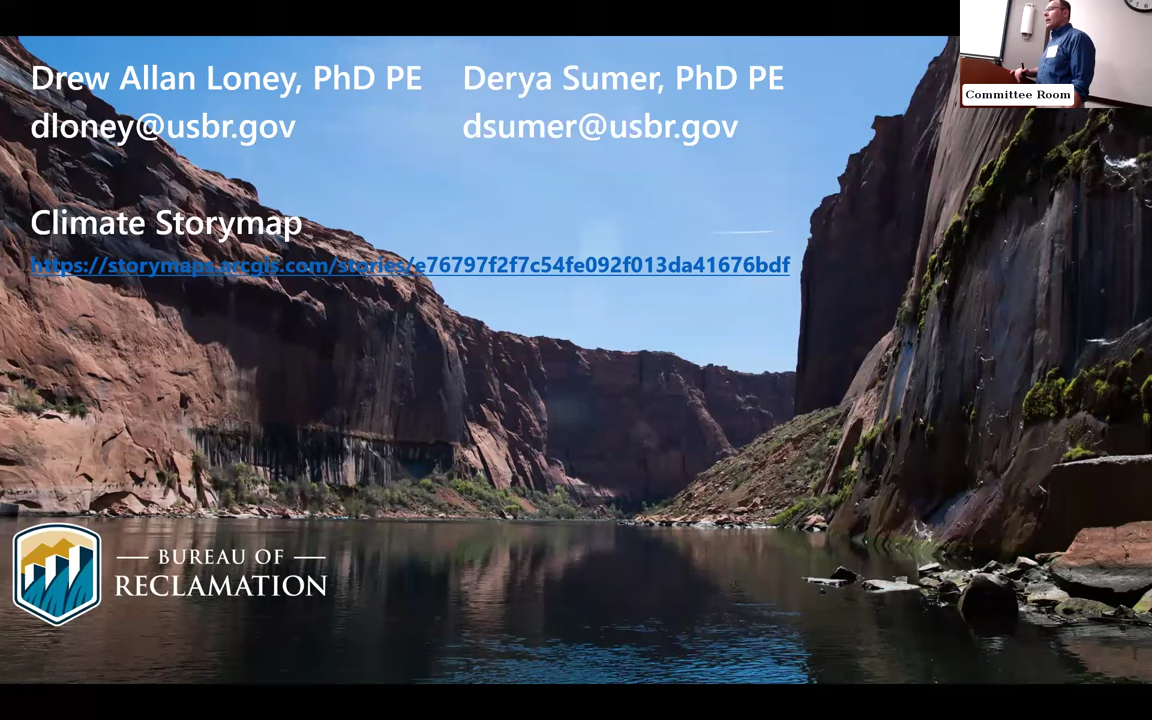 Drew Allan Loney, PhD PE
dloney@usbr.gov
Derya Sumer, PhD PE
dsumer@usbr.gov
Climate Storymap
https://storymaps.arcgis.com/stories/e76797f2f7c54fe092f013da41676bdf
BUREAU OF
RECLAMATION
Committee Room